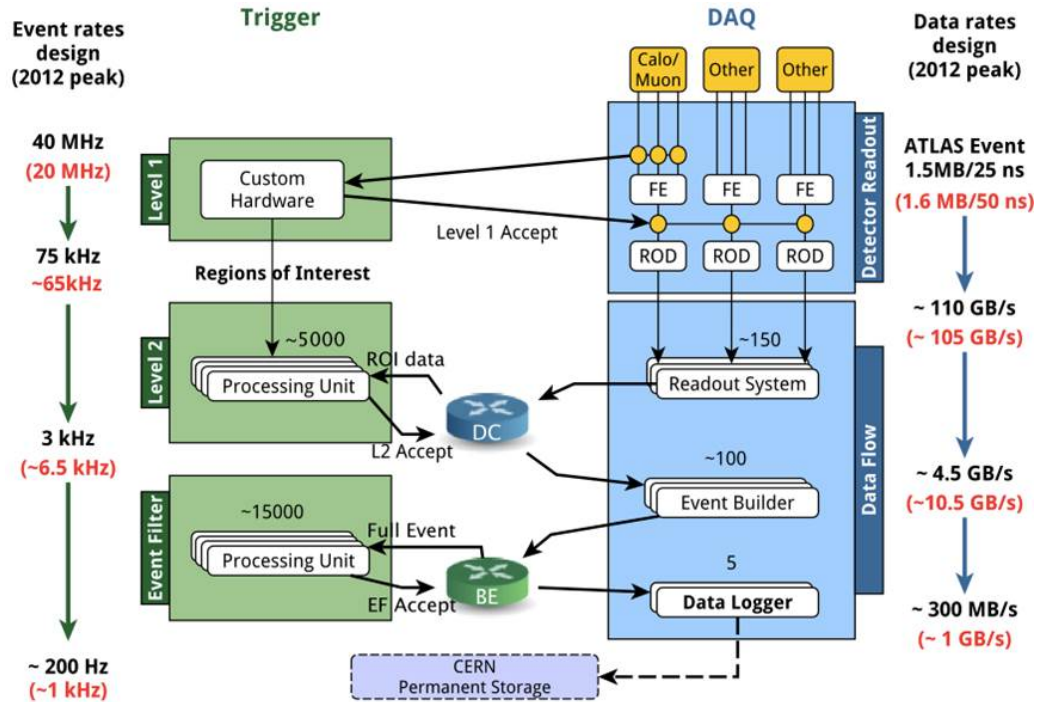 Trigger
DAQ
Event rates
design
(2012 peak)
Data rates
design
(2012 peak)
Calo/
Muon
Other
Other
40 MHz
(20 MHz)
Level 1
Custom
Hardware
FE
FE
FE
Level 1 Accept
ROD
ROD
ROD
Detector Readout
ATLAS Event
1.5MB/25 ns
(1.6 MB/50 ns)
75 kHz
~65kHz
Regions of Interest
~ 110 GB/s
(~ 105 GB/s)
Level 2
~5000
Processing Unit
ROI data
L2 Accept
DC
~150
Readout System
3 kHz
(~6.5 kHz)
~100
Event Builder
Data Flow
~ 4.5 GB/s
(~10.5 GB/s)
Event Filter
~15000
Processing Unit
Full Event
EF Accept
BE
5
Data Logger
~ 300 MB/s
(~ 1 GB/s)
~ 200 Hz
(~1 kHz)
CERN
Permanent Storage